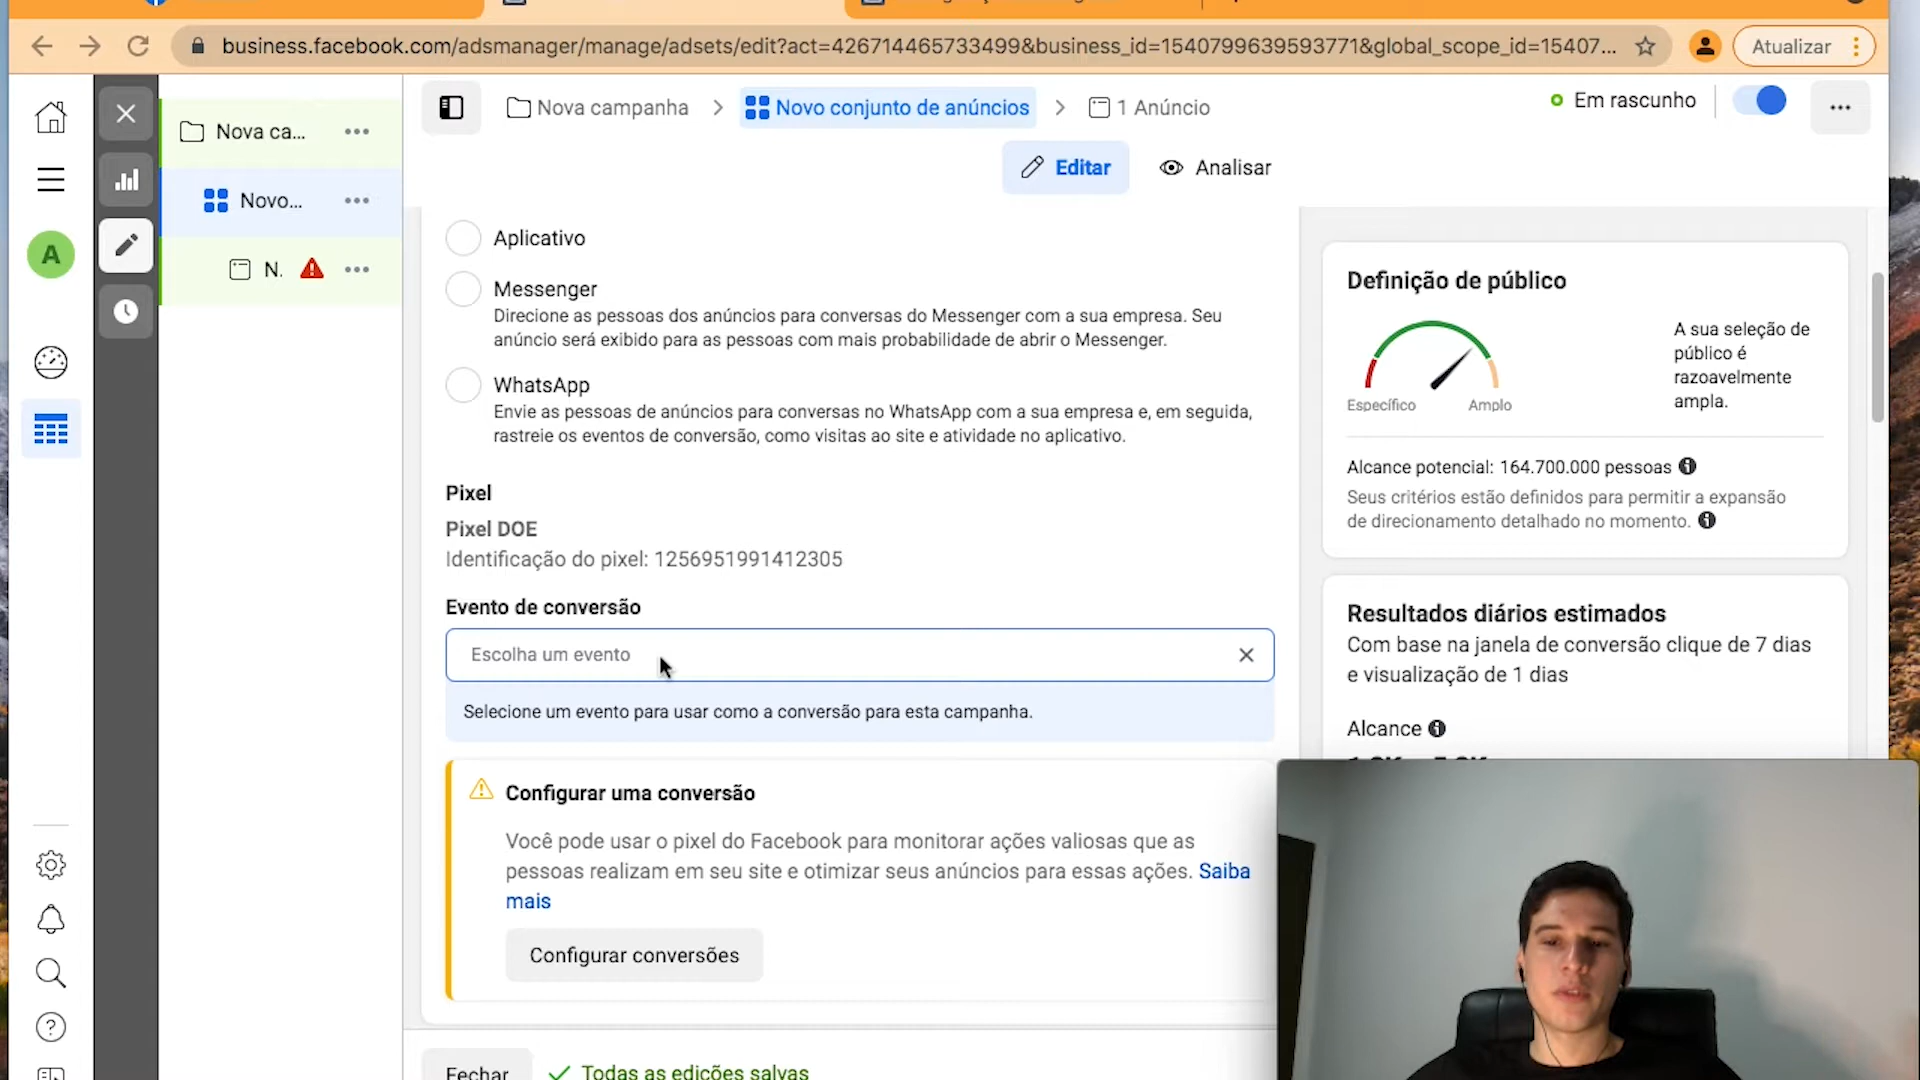 business.facebook.com/adsmanager/manage/adsets/edit?act=426714465733499&business_id=1540799639593771&global_scope_id=15407...
Atualizar
Nova ca...
Novo...
N.
A
Nova campanha
Novo conjunto de anúncios
1 Anúncio
Em rascunho
Editar
Analisar
Aplicativo
Messenger
Direcione as pessoas dos anúncios para conversas do Messenger com a sua empresa. Seu
anúncio será exibido para as pessoas com mais probabilidade de abrir o Messenger.
WhatsApp
Envie as pessoas de anúncios para conversas no WhatsApp com a sua empresa e, em seguida,
rastreie os eventos de conversão, como visitas ao site e atividade no aplicativo.
Pixel
Pixel DOE
Identificação do pixel: 1256951991412305
Evento de conversão
Escolha um evento
Selecione um evento para usar como a conversão para esta campanha.
Configurar uma conversão
Você pode usar o pixel do Facebook para monitorar ações valiosas que as
pessoas realizam em seu site e otimizar seus anúncios para essas ações. Saiba
mais
Configurar conversões
Fechar
Todas as edições salvas
Definição de público
A sua seleção de
público é
razoavelmente
ampla.
Específico
Amplo
Alcance potencial: 164.700.000 pessoas
Seus critérios estão definidos para permitir a expansão
de direcionamento detalhado no momento.
Resultados diários estimados
Com base na janela de conversão clique de 7 dias
e visualização de 1 dias
Alcance